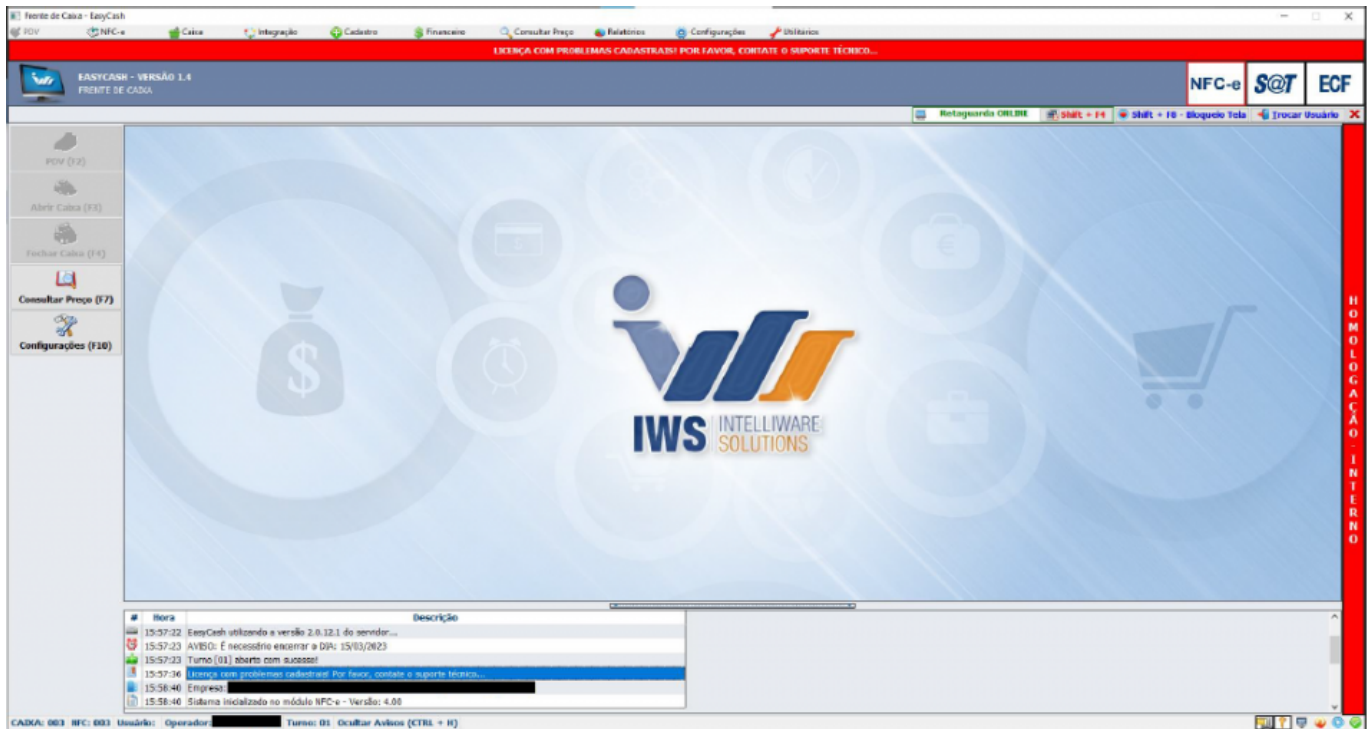 Frente de Caixa - EasyCash
PDV NFC-e Caixa Integração Cadastro Financeiro Consultar Preço Relatórios Configurações Utilitários
LICENÇA COM PROBLEMAS CADASTRAIS! POR FAVOR, CONTATE O SUPORTE TÉCNICO...
EASYCASH - VERSÃO 1.4
FRENTE DE CAIXA
NFC-e S@T ECF
Retaguarda ONLINE Shift + F4 Shift + F6 - Bloqueio Tela Trocar Usuário
PDV (F2)
Abrir Caixa (F3)
Fechar Caixa (F4)
Consultar Preço (F7)
Configurações (F10)
IWS INTELLIWARE
SOLUTIONS
HOMOLOGAÇÃO - INTERNO
# Hora Descrição
15:57:22 EasyCash utilizando a versão 2.0.12.1 do servidor...
15:57:23 AVISO: É necessário encerrar o DIA: 15/03/2023
15:57:23 Turno [01] aberto com sucesso!
15:57:36 Licença com problemas cadastrais! Por favor, contate o suporte técnico...
15:58:40 Empresa:
15:58:40 Sistema inicializado no módulo NFC-e - Versão: 4.00
CAIXA: 003 NFC: 003 Usuário: Operador: Turno: 01 Ocultar Avisos (CTRL + H)